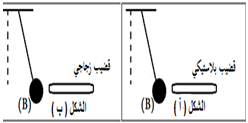 قضيب بلاستيكي
(B)
الشكل ( أ )
قضيب زجاجي
(B)
الشكل ( ب )